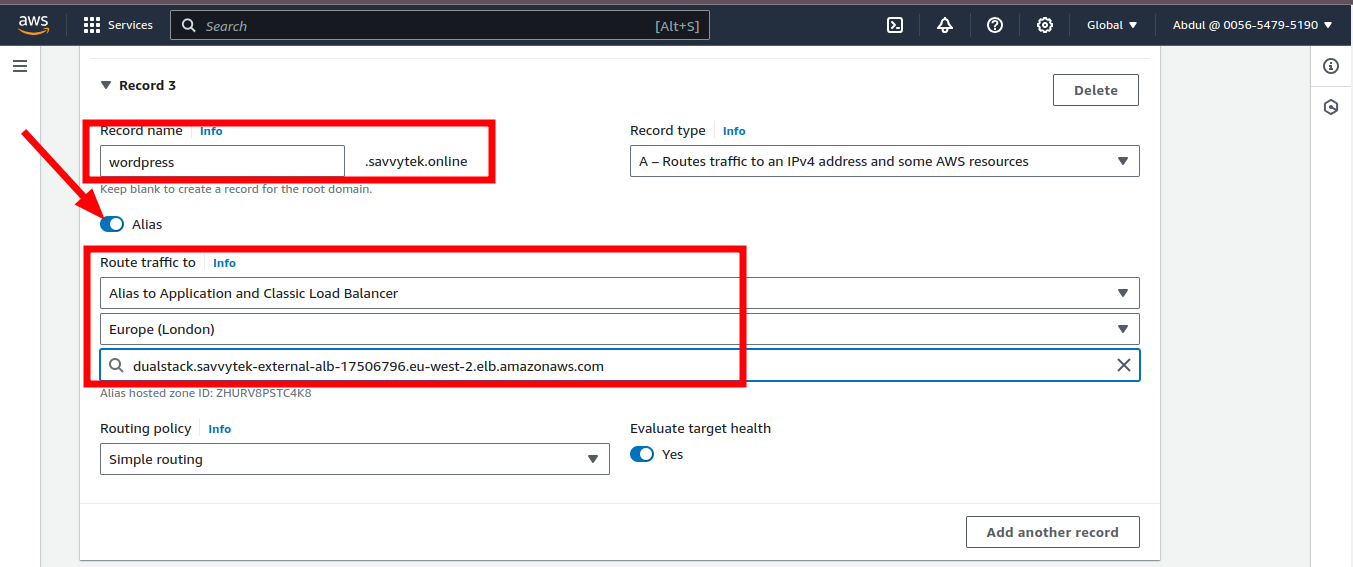 aws Services Search [Alt+S] Global Abdul @ 0056-5479-5190
Record 3
Delete
Record name Info
wordpress .savvytek.online
Keep blank to create a record for the root domain.
Record type Info
A – Routes traffic to an IPv4 address and some AWS resources
Alias
Route traffic to Info
Alias to Application and Classic Load Balancer
Europe (London)
dualstack.savvytek-external-alb-17506796.eu-west-2.elb.amazonaws.com
Alias hosted zone ID: ZHURV8PSTC4K8
Routing policy Info
Simple routing
Evaluate target health
Yes
Add another record